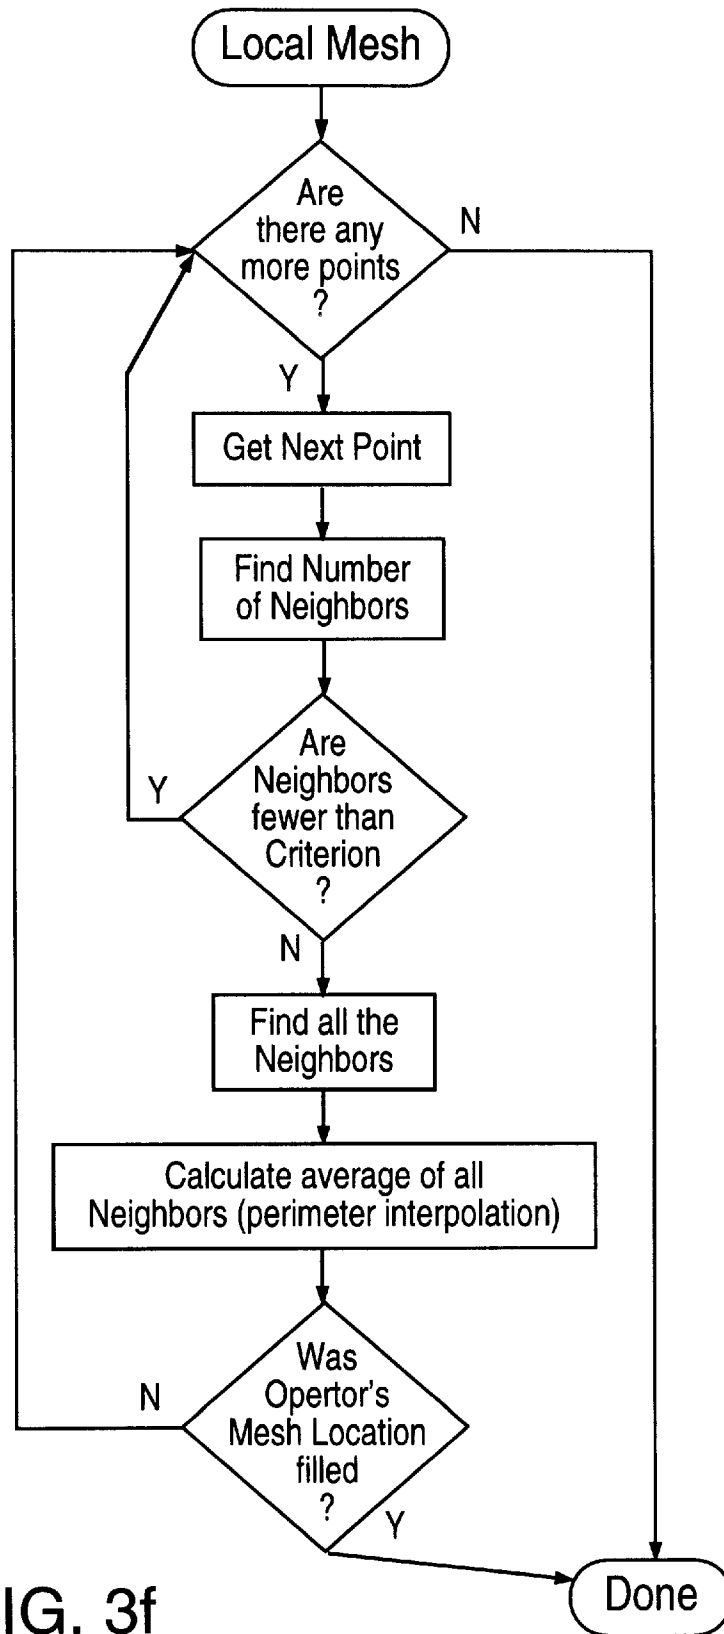 Local Mesh
Are
there any
more points
?
N
Y
Get Next Point
Find Number
of Neighbors
Are
Neighbors
fewer than
Criterion
?
Y
N
Find all the
Neighbors
Calculate average of all
Neighbors (perimeter interpolation)
Was
Opertor's
Mesh Location
filled
?
N
Y
Done
IG. 3f